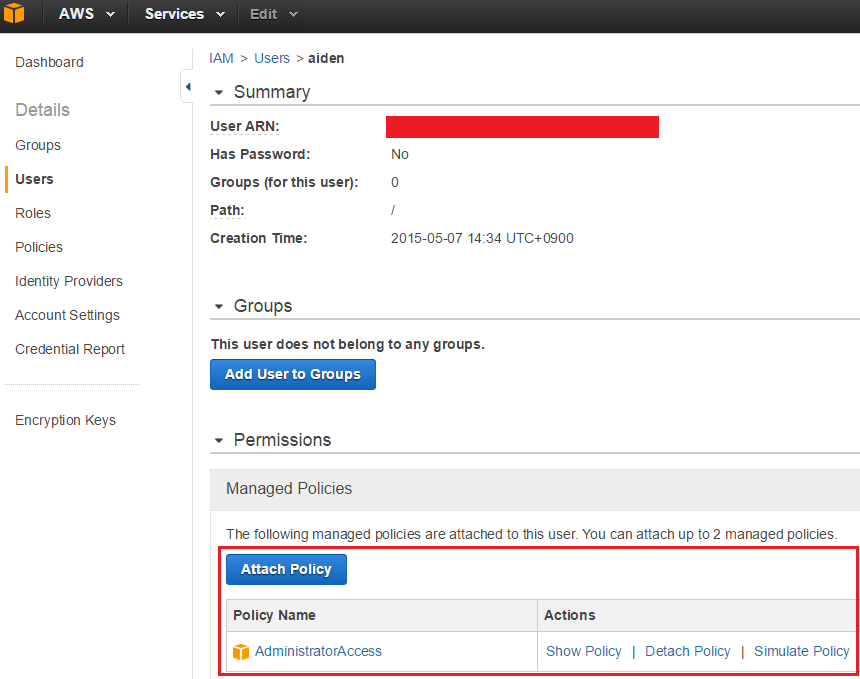 AWS Services Edit
Dashboard
Details
Groups
Users
Roles
Policies
Identity Providers
Account Settings
Credential Report
Encryption Keys
IAM > Users > aiden
Summary
User ARN:
Has Password: No
Groups (for this user): 0
Path: /
Creation Time: 2015-05-07 14:34 UTC+0900
Groups
This user does not belong to any groups.
Add User to Groups
Permissions
Managed Policies
The following managed policies are attached to this user. You can attach up to 2 managed policies.
Attach Policy
Policy Name Actions
AdministratorAccess Show Policy | Detach Policy | Simulate Policy